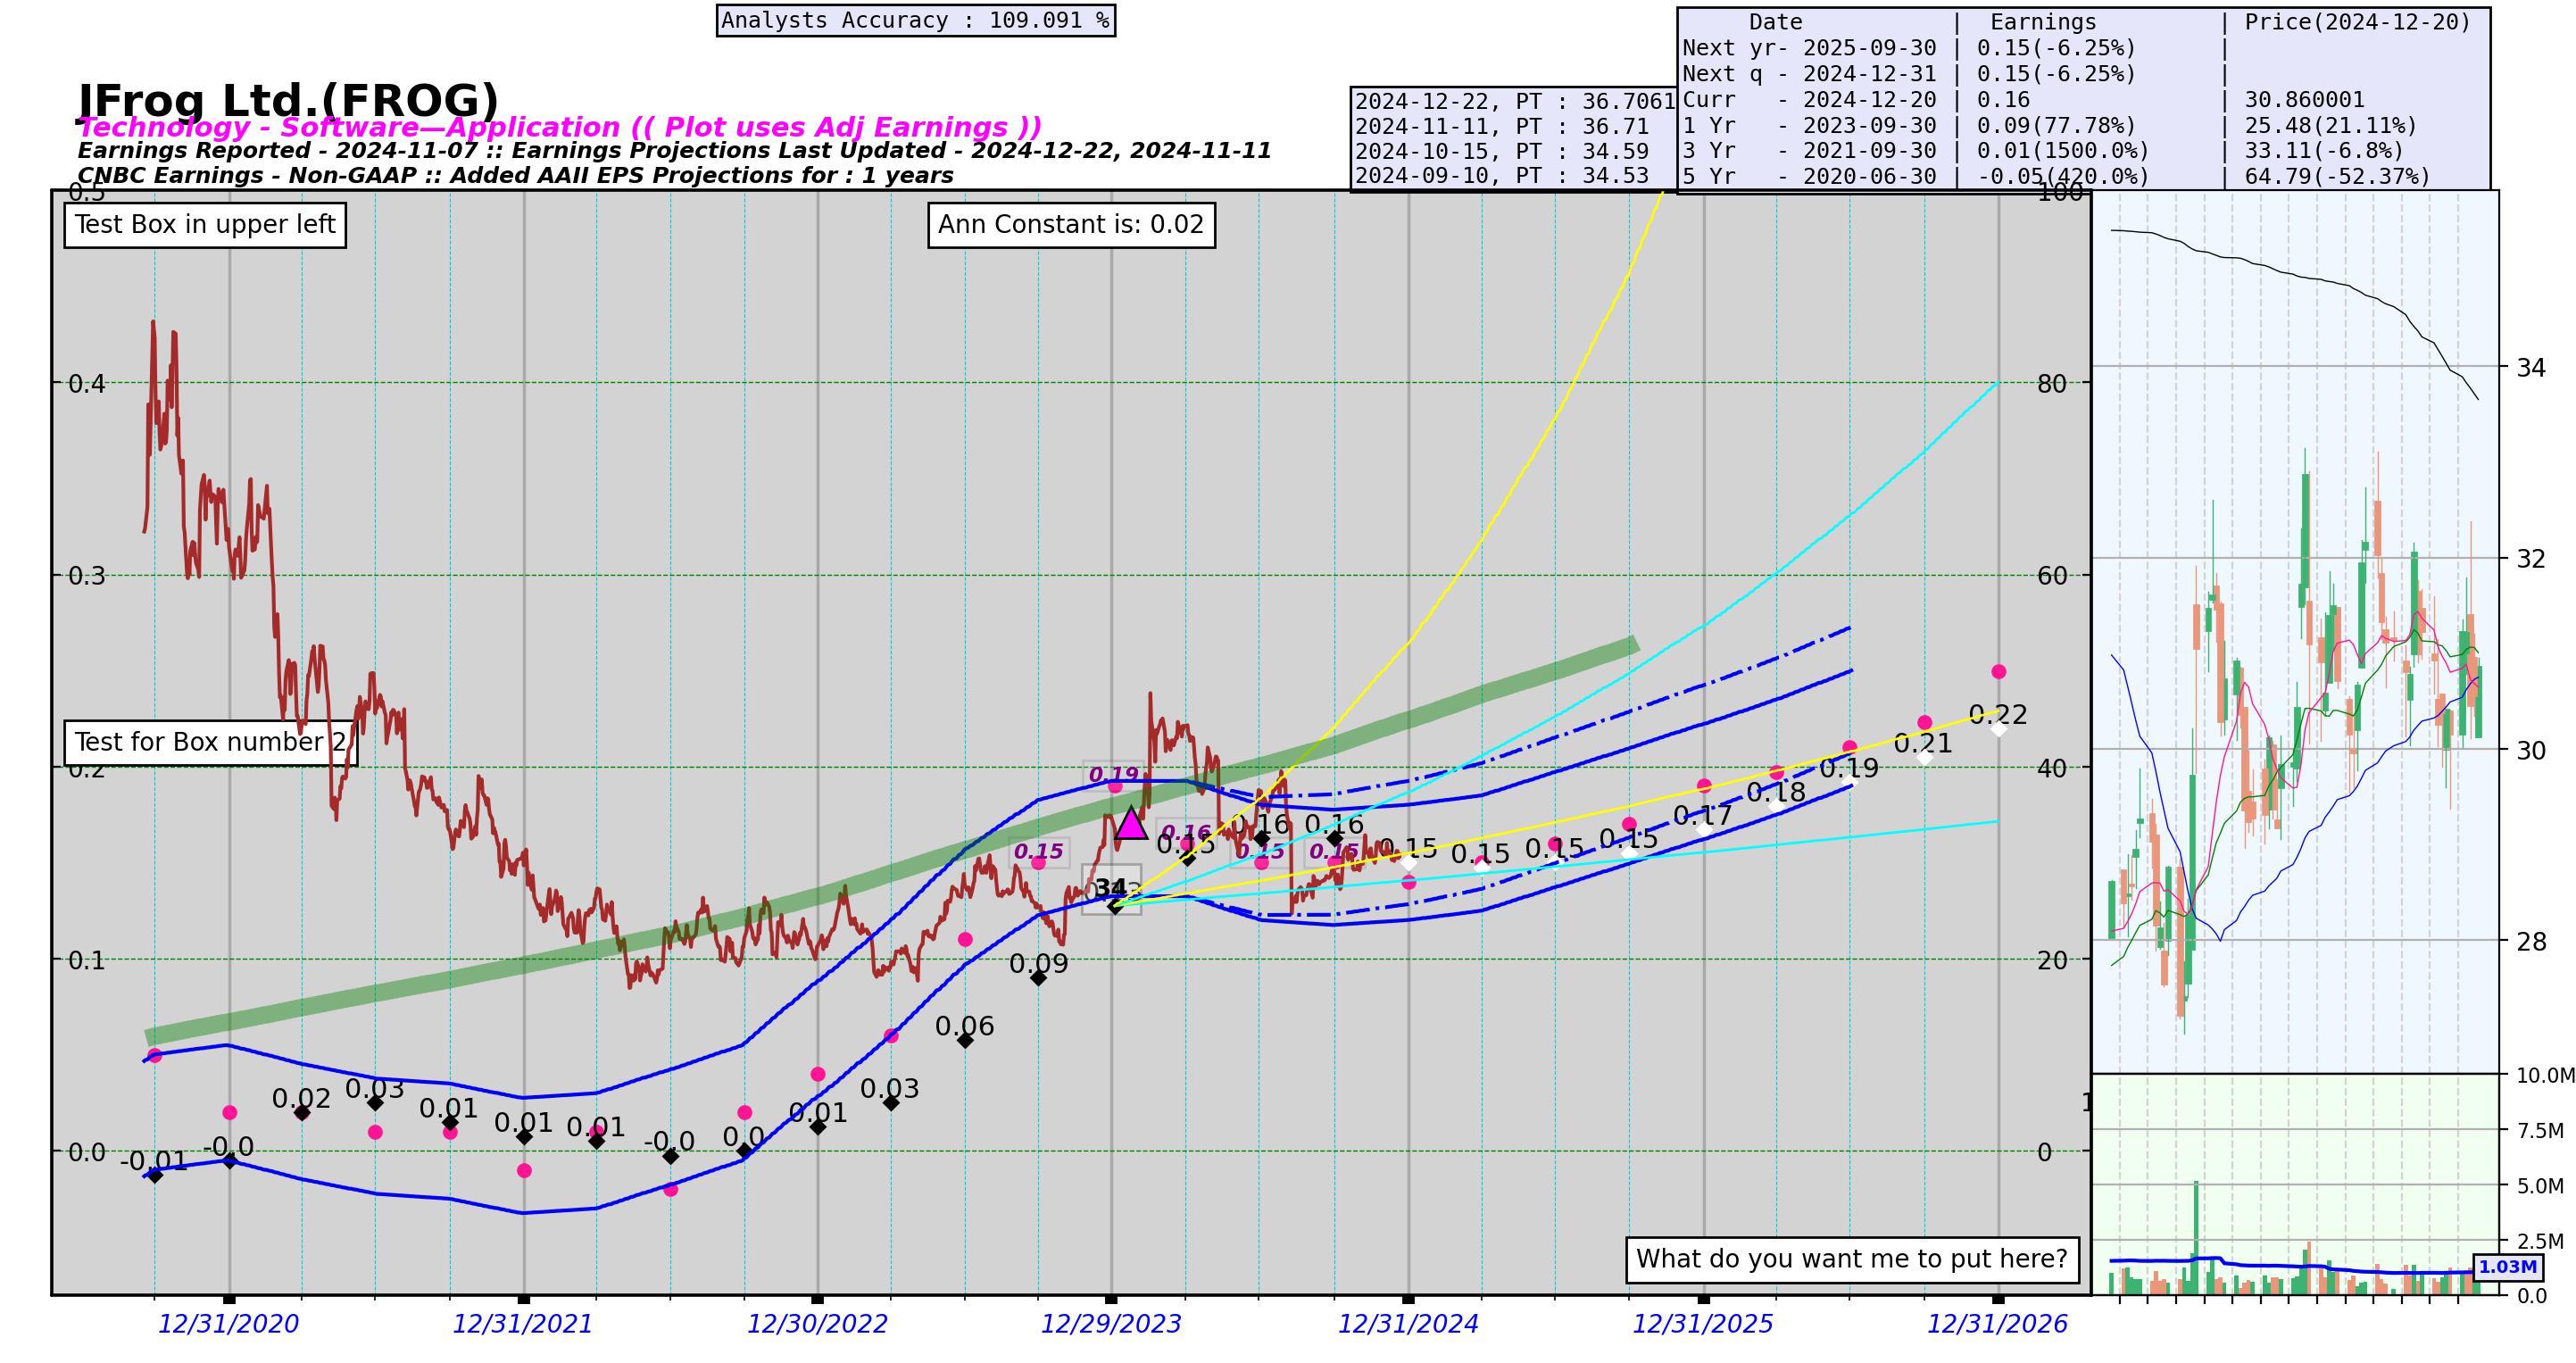 Analysts Accuracy : 109.091 %
JFrog Ltd.(FROG)
Technology - Software—Application (( Plot uses Adj Earnings ))
Earnings Reported - 2024-11-07 :: Earnings Projections Last Updated - 2024-12-22, 2024-11-11
CNBC Earnings - Non-GAAP :: Added AAII EPS Projections for : 1 years
2024-12-22, PT : 36.7061
2024-11-11, PT : 36.71
2024-10-15, PT : 34.59
2024-09-10, PT : 34.53
Date | Earnings | Price(2024-12-20)
Next yr- 2025-09-30 | 0.15(-6.25%) |
Next q - 2024-12-31 | 0.15(-6.25%) |
Curr - 2024-12-20 | 0.16 | 30.860001
1 Yr - 2023-09-30 | 0.09(77.78%) | 25.48(21.11%)
3 Yr - 2021-09-30 | 0.01(1500.0%) | 33.11(-6.8%)
5 Yr - 2020-06-30 | -0.05(420.0%) | 64.79(-52.37%)
Test Box in upper left
Ann Constant is: 0.02
Test for Box number 2
What do you want me to put here?
0.5
0.4
0.3
0.2
0.1
0.0
100
80
60
40
20
0
-0.01
-0.0
0.02
0.03
0.01
0.01
0.01
-0.0
0.0
0.01
0.03
0.06
0.09
0.15
0.19
34
0.16
0.15
0.16
0.15
0.16
0.15
0.15
0.15
0.15
0.15
0.17
0.18
0.19
0.21
0.22
34
32
30
28
10.0M
7.5M
5.0M
2.5M
1.03M
0.0
12/31/2020
12/31/2021
12/30/2022
12/29/2023
12/31/2024
12/31/2025
12/31/2026